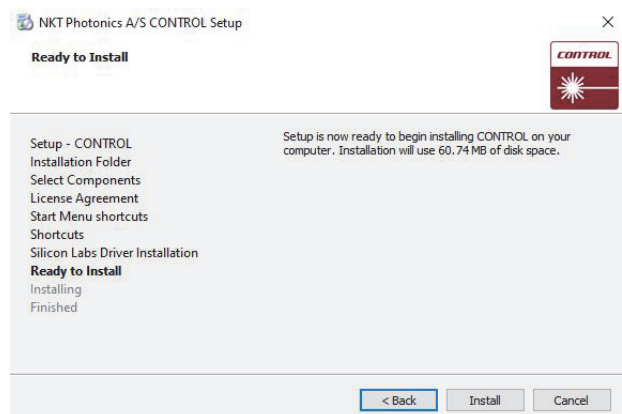 NKT Photonics A/S CONTROL Setup
Ready to Install
CONTROL
Setup - CONTROL
Installation Folder
Select Components
License Agreement
Start Menu shortcuts
Shortcuts
Silicon Labs Driver Installation
Ready to Install
Installing
Finished
Setup is now ready to begin installing CONTROL on your
computer. Installation will use 60.74 MB of disk space.
< Back
Install
Cancel